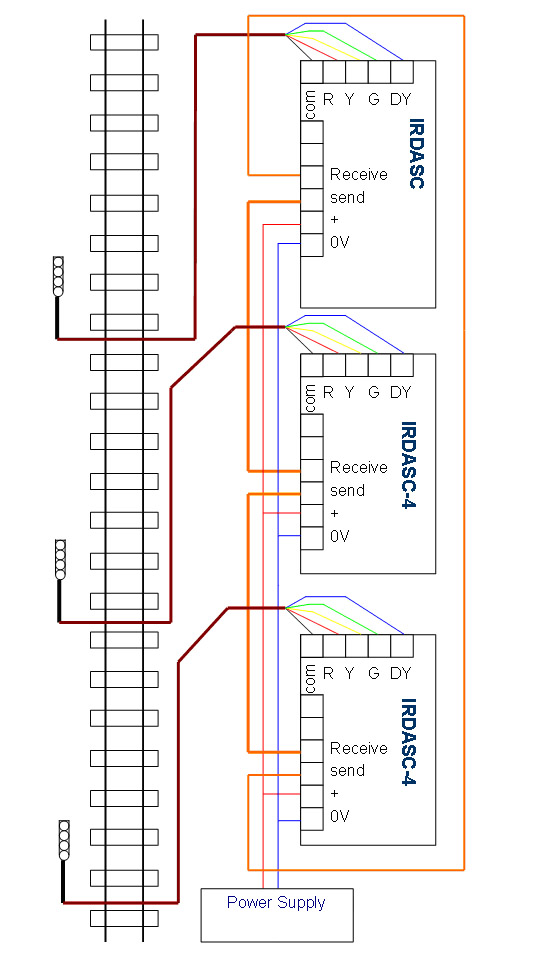 com R Y G DY
IRDASC
Receive
send
+
0V
com R Y G DY
IRDASC-4
Receive
send
+
0V
com R Y G DY
IRDASC-4
Receive
send
+
0V
Power Supply